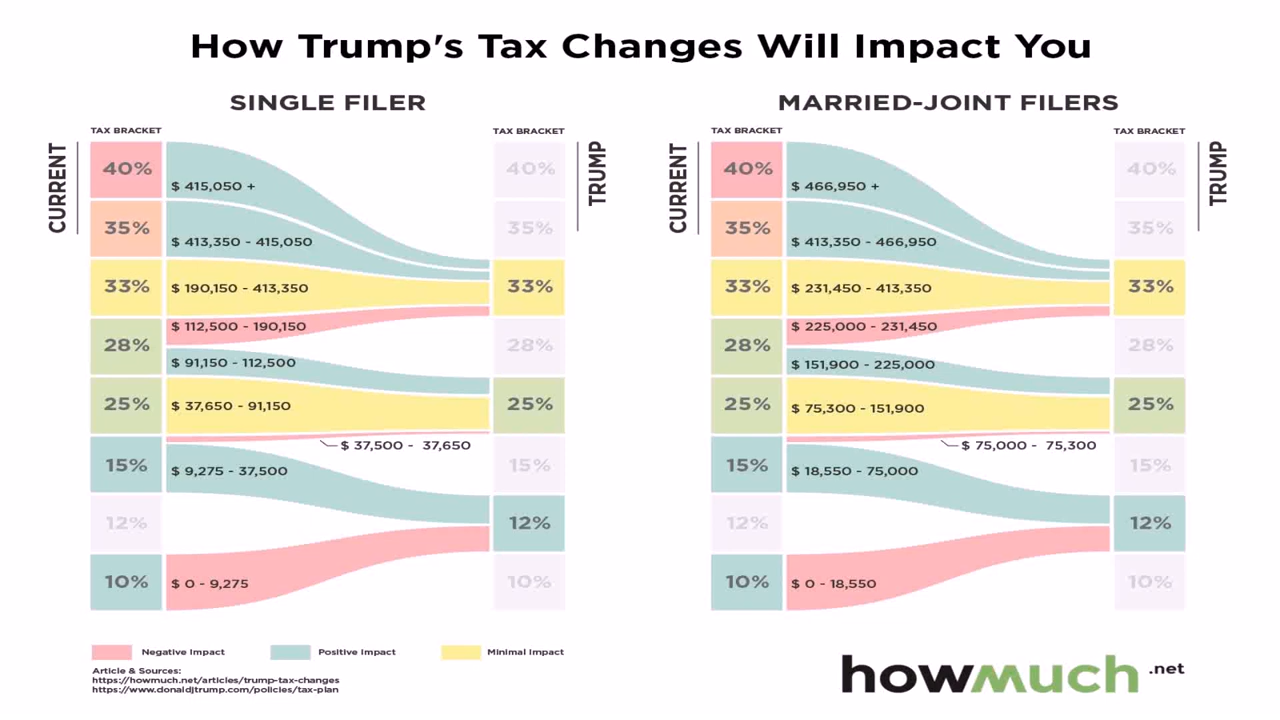 How Trump's Tax Changes Will Impact You
SINGLE FILER
TAX BRACKET
TAX BRACKET
CURRENT
TRUMP
40%
$ 415,050 +
40%
35%
$ 413,350 - 415,050
35%
33%
$ 190,150 - 413,350
33%
$ 112,500 - 190,150
28%
28%
$ 91,150 - 112,500
25%
$ 37,650 - 91,150
25%
$ 37,500 - 37,650
15%
$ 9,275 - 37,500
15%
12%
12%
10%
$ 0 - 9,275
10%
MARRIED-JOINT FILERS
TAX BRACKET
TAX BRACKET
CURRENT
TRUMP
40%
$ 466,950 +
40%
35%
$ 413,350 - 466,950
35%
33%
$ 231,450 - 413,350
33%
$ 225,000 - 231,450
28%
28%
$ 151,900 - 225,000
25%
$ 75,300 - 151,900
25%
$ 75,000 - 75,300
15%
$ 18,550 - 75,000
15%
12%
12%
10%
$ 0 - 18,550
10%
Negative Impact
Positive Impact
Minimal Impact
Article & Sources:
https://howmuch.net/articles/trump-tax-changes
https://www.donaldjtrump.com/policies/tax-plan
howmuch.net